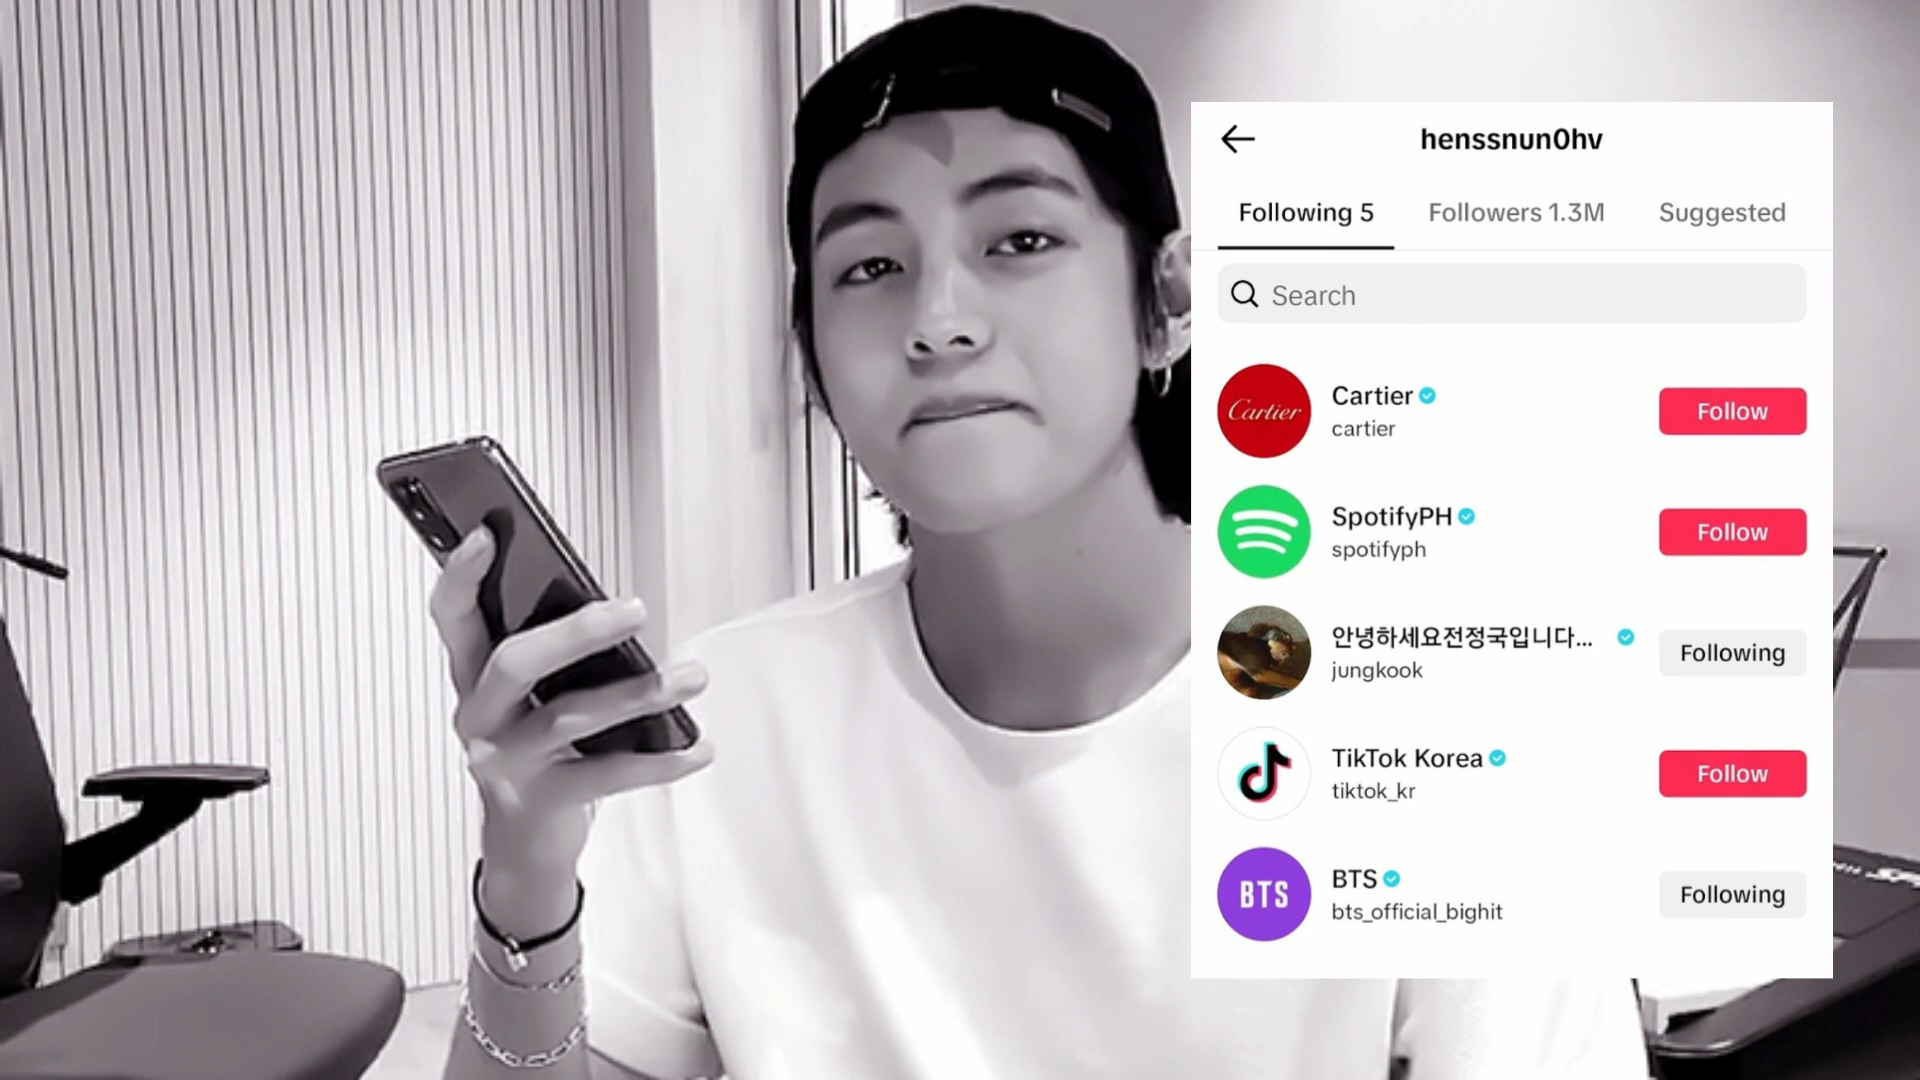 henssnun0hv
Following 5 Followers 1.3M Suggested
Search
Cartier
Cartier
cartier
Follow
SpotifyPH
spotifyph
Follow
안녕하세요전정국입니다...
jungkook
Following
TikTok Korea
tiktok_kr
Follow
BTS
BTS
bts_official_bighit
Following